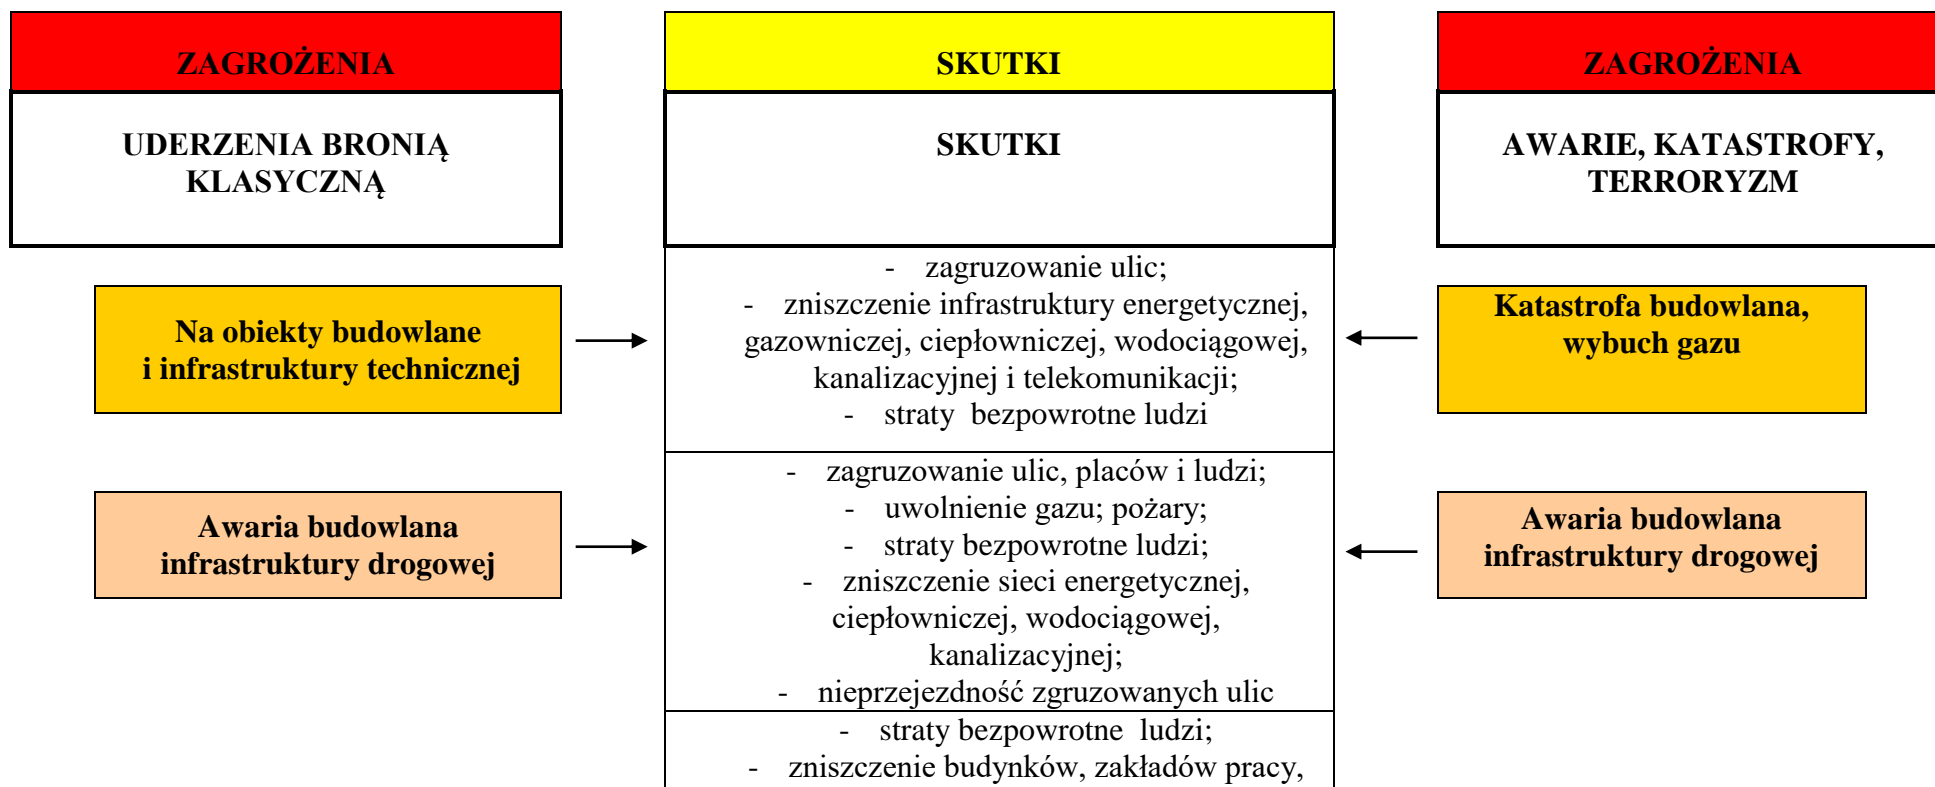 ZAGROŻENIA
SKUTKI
ZAGROŻENIA
UDERZENIA BRONIĄ
KLASYCZNĄ
SKUTKI
AWARIE, KATASTROFY,
TERRORYZM
Na obiekty budowlane
i infrastruktury technicznej
- zagruzowanie ulic;
- zniszczenie infrastruktury energetycznej,
gazowniczej, ciepłowniczej, wodociągowej,
kanalizacyjnej i telekomunikacji;
- straty bezpowrotne ludzi
Katastrofa budowlana,
wybuch gazu
Awaria budowlana
infrastruktury drogowej
- zagruzowanie ulic, placów i ludzi;
- uwolnienie gazu; pożary;
- straty bezpowrotne ludzi;
- zniszczenie sieci energetycznej,
ciepłowniczej, wodociągowej,
kanalizacyjnej;
- nieprzejezdność zgruzowanych ulic
Awaria budowlana
infrastruktury drogowej
- straty bezpowrotne ludzi;
- zniszczenie budynków, zakładów pracy,